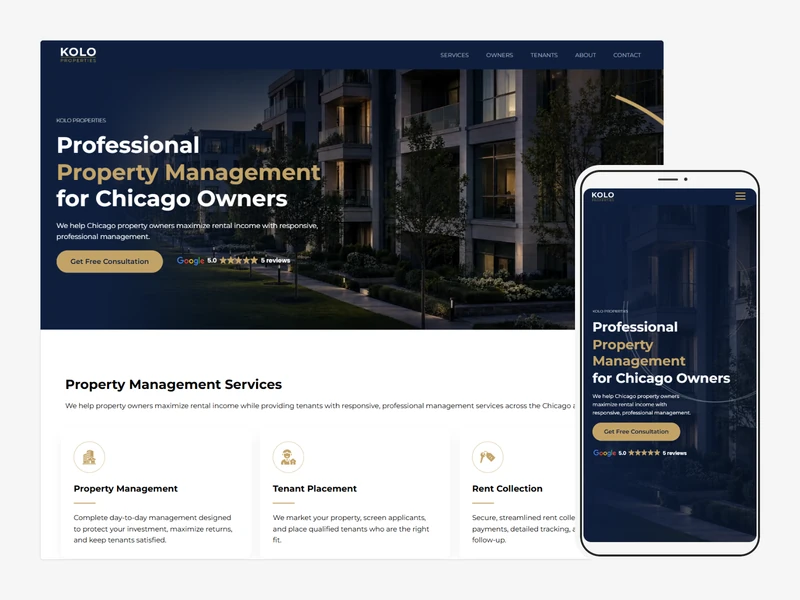 KOLO
PROPERTIES
SERVICES OWNERS TENANTS ABOUT CONTACT
KOLO PROPERTIES
Professional
Property Management
for Chicago Owners
We help Chicago property owners maximize rental income with responsive,
professional management.
Get Free Consultation
Google 5.0 ★★★★★ 5 reviews
Property Management Services
We help property owners maximize rental income while providing tenants with responsive, professional management services across the Chicago a
Property Management
Complete day-to-day management designed
to protect your investment, maximize returns,
and keep tenants satisfied.
Tenant Placement
We market your property, screen applicants,
and place qualified tenants who are the right
fit.
Rent Collection
Secure, streamlined rent colle
payments, detailed tracking, a
follow-up.
KOLO
PROPERTIES
KOLO PROPERTIES
Professional
Property
Management
for Chicago Owners
We help Chicago property owners
maximize rental income with
responsive, professional management.
Get Free Consultation
Google 5.0 ★★★★★ 5 reviews